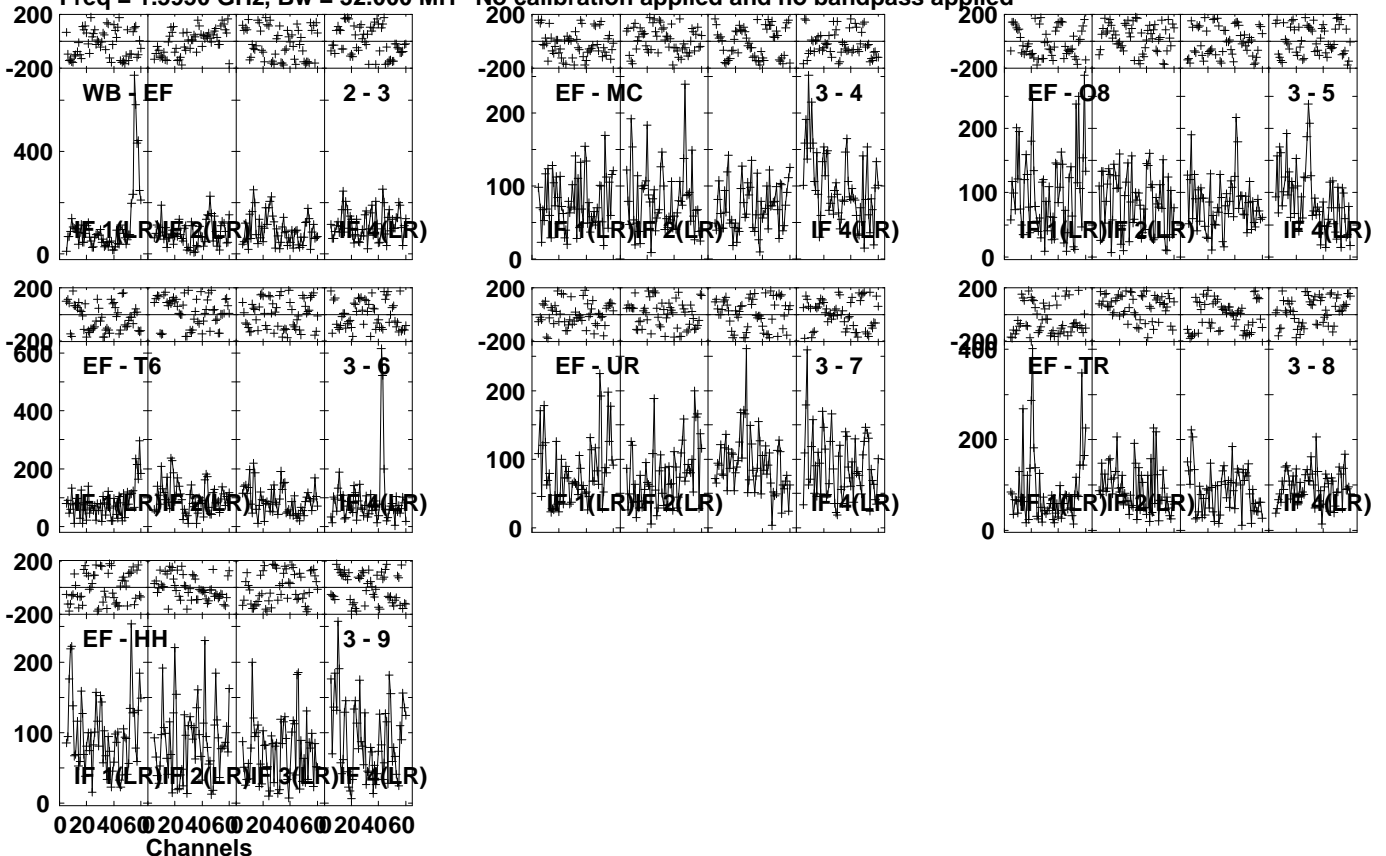 Freq = 1.5950 GHz, Bw = 32.000 MH No calibration applied and no bandpass applied
200
-200
WB - EF 2 - 3
400
0
IF 1(LR) IF 2(LR) IF 4(LR)
200
-200
EF - MC 3 - 4
200
100
0
IF 1(LR) IF 2(LR) IF 4(LR)
200
-200
EF - O8 3 - 5
200
100
0
IF 1(LR) IF 2(LR) IF 4(LR)
200
-200
600
EF - T6 3 - 6
400
200
0
IF 1(LR) IF 2(LR) IF 4(LR)
200
-200
EF - UR 3 - 7
200
100
0
IF 1(LR) IF 2(LR) IF 4(LR)
200
-200
400
EF - TR 3 - 8
200
0
IF 1(LR) IF 2(LR) IF 4(LR)
200
-200
EF - HH 3 - 9
200
100
0
IF 1(LR) IF 2(LR) IF 3(LR) IF 4(LR)
0 20 40 60 0 20 40 60 0 20 40 60 0 20 40 60
Channels